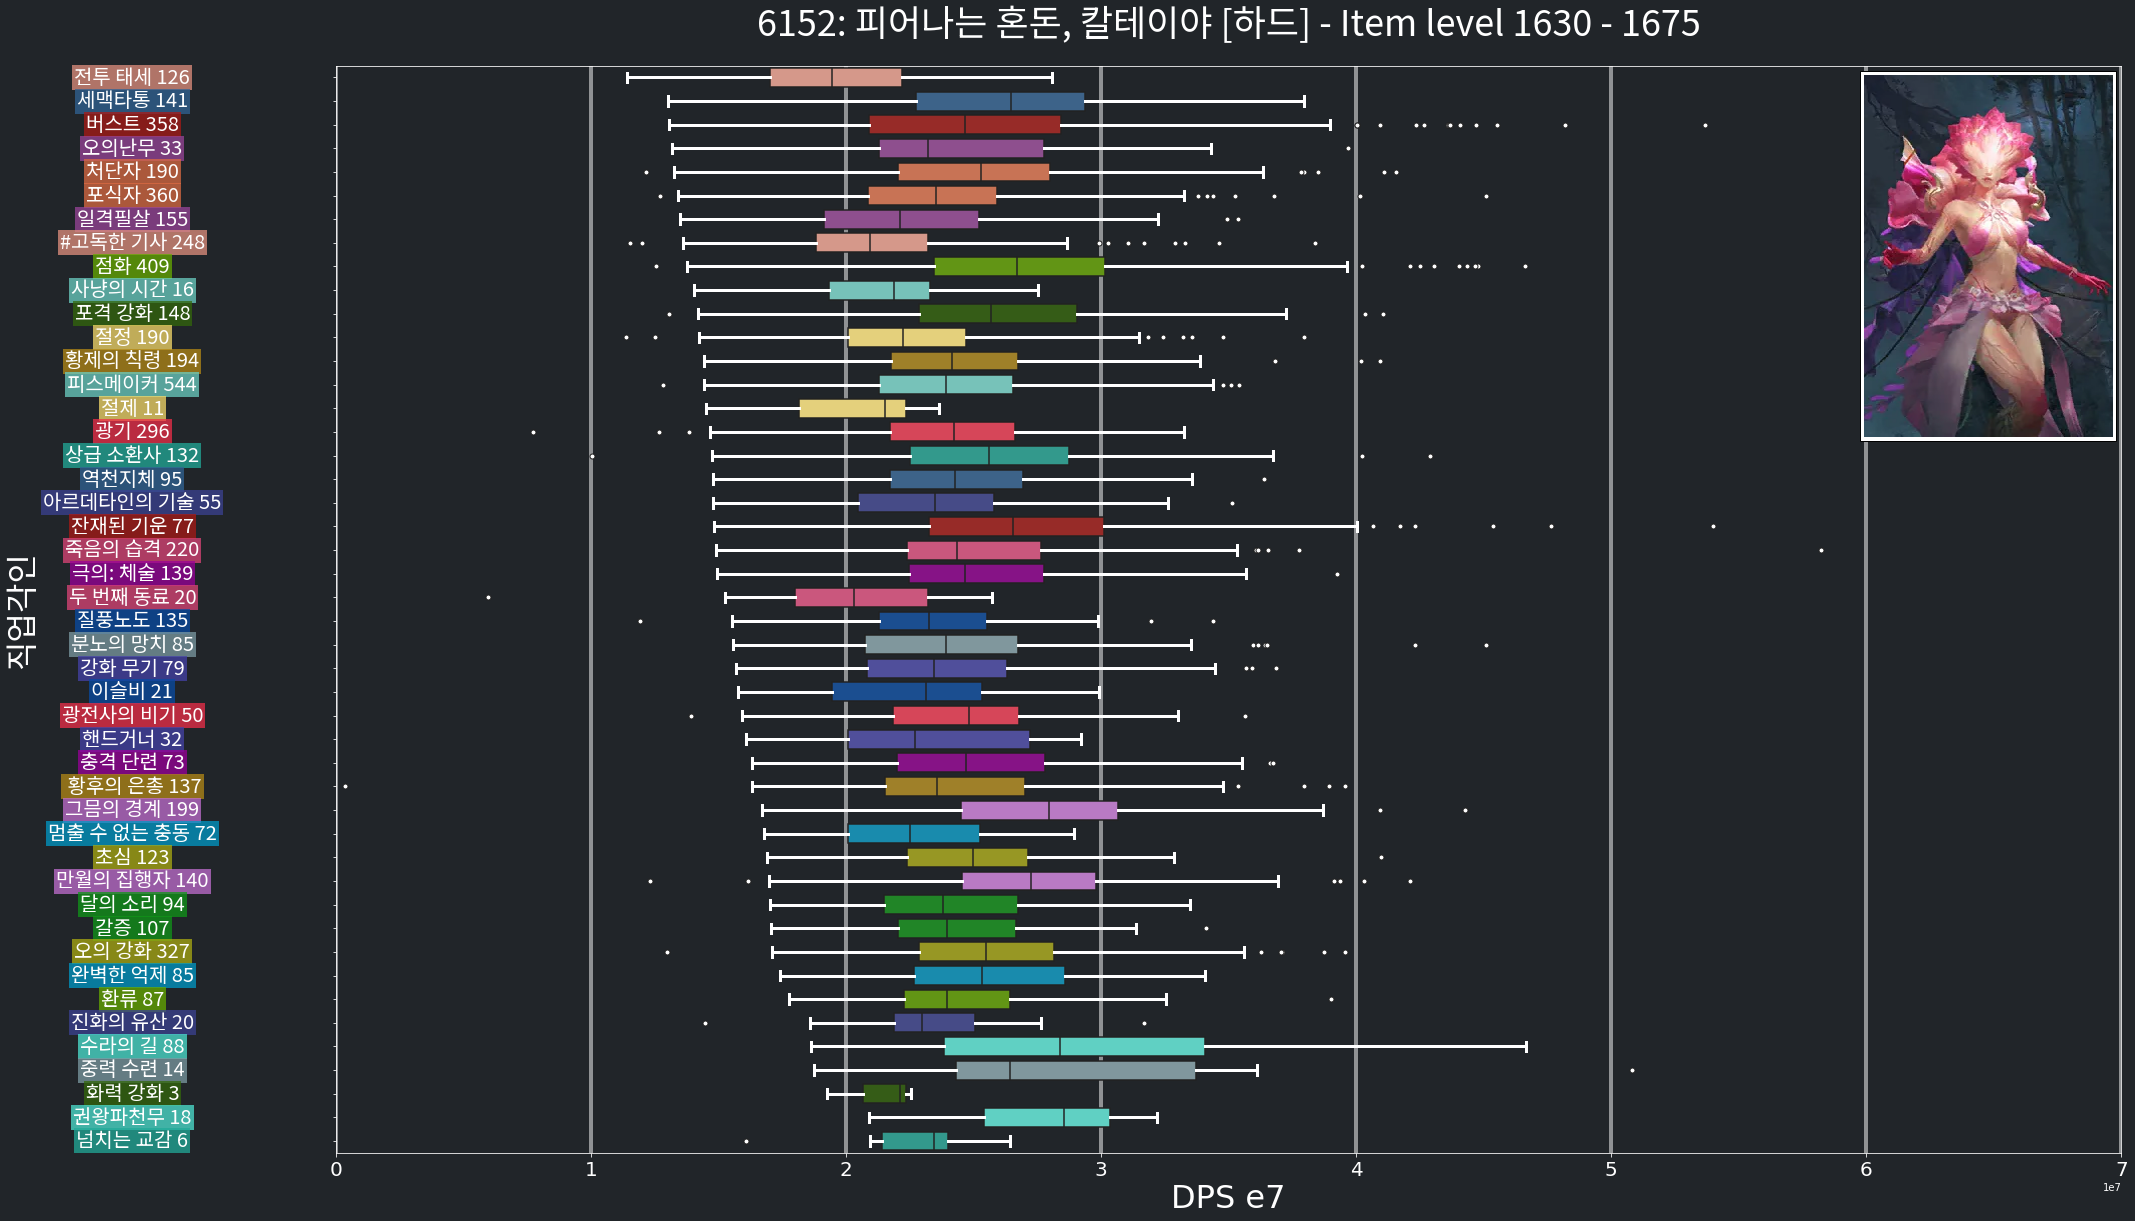 6152: 피어나는 혼돈, 칼테이야 [하드] - Item level 1630 - 1675
직업각인
전투 태세 126
세맥타통 141
버스트 358
오의난무 33
처단자 190
포식자 360
일격필살 155
#고독한 기사 248
점화 409
사냥의 시간 16
포격 강화 148
절정 190
황제의 칙령 194
피스메이커 544
절제 11
광기 296
상급 소환사 132
역천지체 95
아르데타인의 기술 55
잔재된 기운 77
죽음의 습격 220
극의: 체술 139
두 번째 동료 20
질풍노도 135
분노의 망치 85
강화 무기 79
이슬비 21
광전사의 비기 50
핸드거너 32
충격 단련 73
황후의 은총 137
그믐의 경계 199
멈출 수 없는 충동 72
초심 123
만월의 집행자 140
달의 소리 94
갈증 107
오의 강화 327
완벽한 억제 85
환류 87
진화의 유산 20
수라의 길 88
중력 수련 14
화력 강화 3
권왕파천무 18
넘치는 교감 6
0 1 2 3 4 5 6 7
1e7
DPS e7